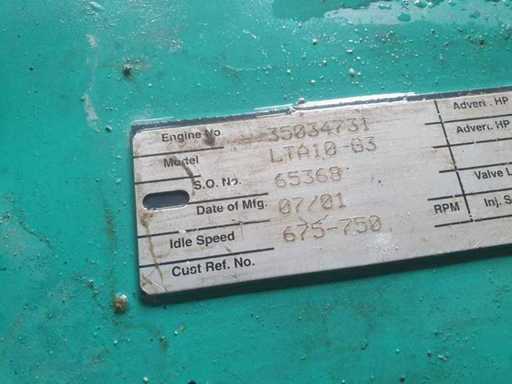 Engine No. 35034731 Advert. HP
Model LTA10-G3 Advert. HP
S.O. No. 65368 Valve L
Date of Mfg. 07/01 Inj. S
Idle Speed 675-750 RPM
Cust Ref. No.